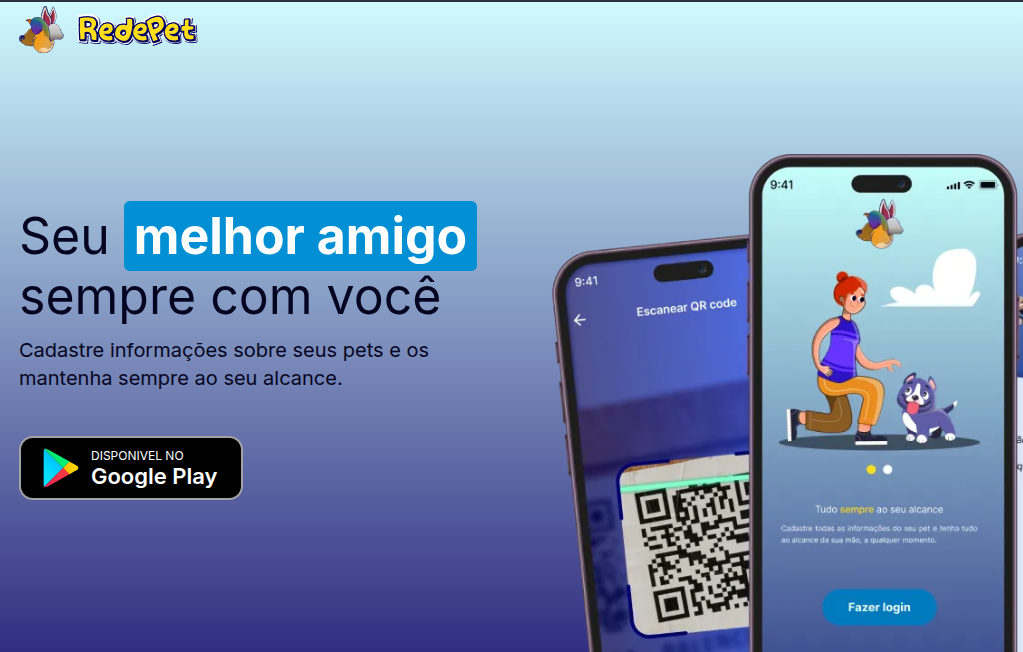 RedePet
Seu melhor amigo
sempre com você
Cadastre informações sobre seus pets e os
mantenha sempre ao seu alcance.
DISPONIVEL NO
Google Play
9:41
Escanear QR code
9:41
Tudo sempre ao seu alcance
Cadastre todas as informações do seu pet e tenha tudo
ao alcance da sua mão, a qualquer momento.
Fazer login